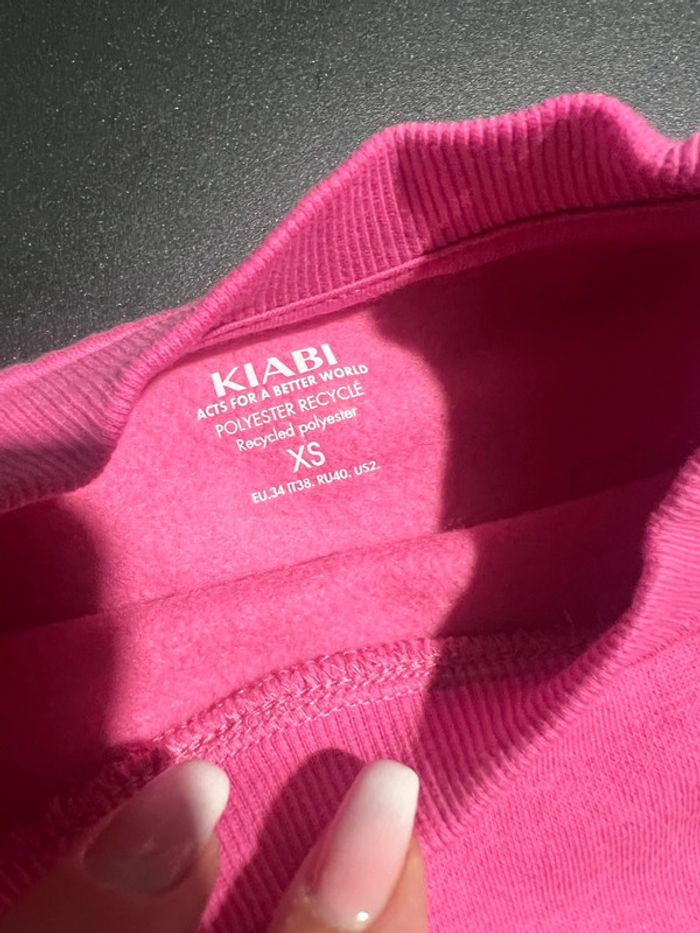 KIABI
ACTS FOR A BETTER WORLD
POLYESTER RECYCLÉ
Recycled polyester
XS
EU.34 IT38. RU40. US2.